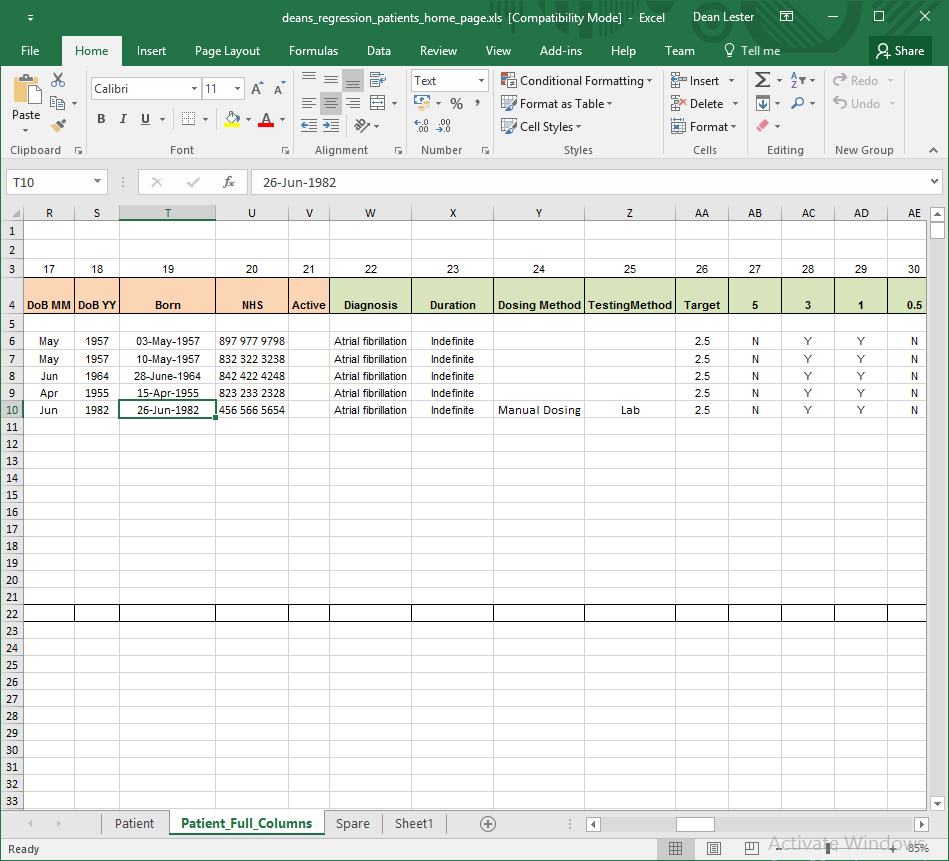 deans_regression_patients_home_page.xls [Compatibility Mode] - Excel Dean Lester
File Home Insert Page Layout Formulas Data Review View Add-ins Help Team Tell me Share
Paste
Calibri 11
B I U A
Text
% ,
Conditional Formatting
Format as Table
Cell Styles
Insert
Delete
Format
Redo
Undo
Clipboard Font Alignment Number Styles Cells Editing New Group
T10 fx 26-Jun-1982
R S T U V W X Y Z AA AB AC AD AE
1
2
3 17 18 19 20 21 22 23 24 25 26 27 28 29 30
4 DoB MM DoB YY Born NHS Active Diagnosis Duration Dosing Method TestingMethod Target 5 3 1 0.5
5
6 May 1957 03-May-1957 897 977 9798 Atrial fibrillation Indefinite 2.5 N Y Y N
7 May 1957 10-May-1957 832 322 3238 Atrial fibrillation Indefinite 2.5 N Y Y N
8 Jun 1964 28-June-1964 842 422 4248 Atrial fibrillation Indefinite 2.5 N Y Y N
9 Apr 1955 15-Apr-1955 823 233 2328 Atrial fibrillation Indefinite 2.5 N Y Y N
10 Jun 1982 26-Jun-1982 456 566 5654 Atrial fibrillation Indefinite Manual Dosing Lab 2.5 N Y Y N
11
12
13
14
15
16
17
18
19
20
21
22
23
24
25
26
27
28
29
30
31
32
33
Patient Patient_Full_Columns Spare Sheet1
Ready Activate Windows 85%